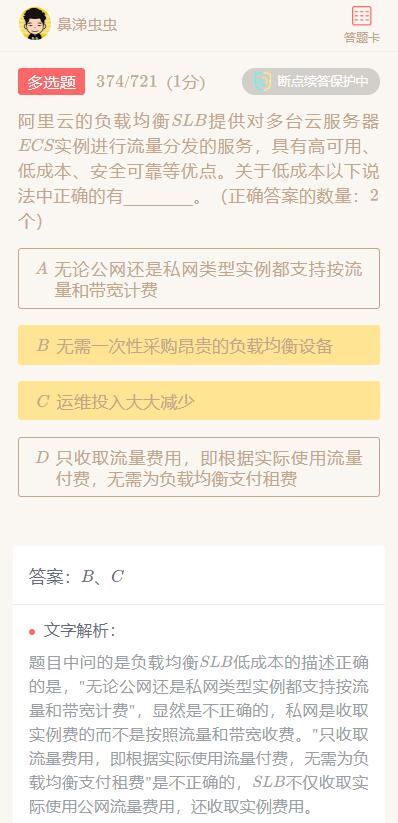 鼻涕虫虫
答题卡
多选题 374/721 (1分) 断点续答保护中
阿里云的负载均衡SLB提供对多台云服务器
ECS实例进行流量分发的服务，具有高可用、
低成本、安全可靠等优点。关于低成本以下说
法中正确的有________。（正确答案的数量：2
个）
A 无论公网还是私网类型实例都支持按流
量和带宽计费
B 无需一次性采购昂贵的负载均衡设备
C 运维投入大大减少
D 只收取流量费用，即根据实际使用流量
付费，无需为负载均衡支付租费
答案：B、C
文字解析：
题目中问的是负载均衡SLB低成本的描述正确
的是，"无论公网还是私网类型实例都支持按流
量和带宽计费"，显然是不正确的，私网是收取
实例费的而不是按照流量和带宽收费。"只收取
流量费用，即根据实际使用流量付费，无需为负
载均衡支付租费"是不正确的，SLB不仅收取实
际使用公网流量费用，还收取实例费用。